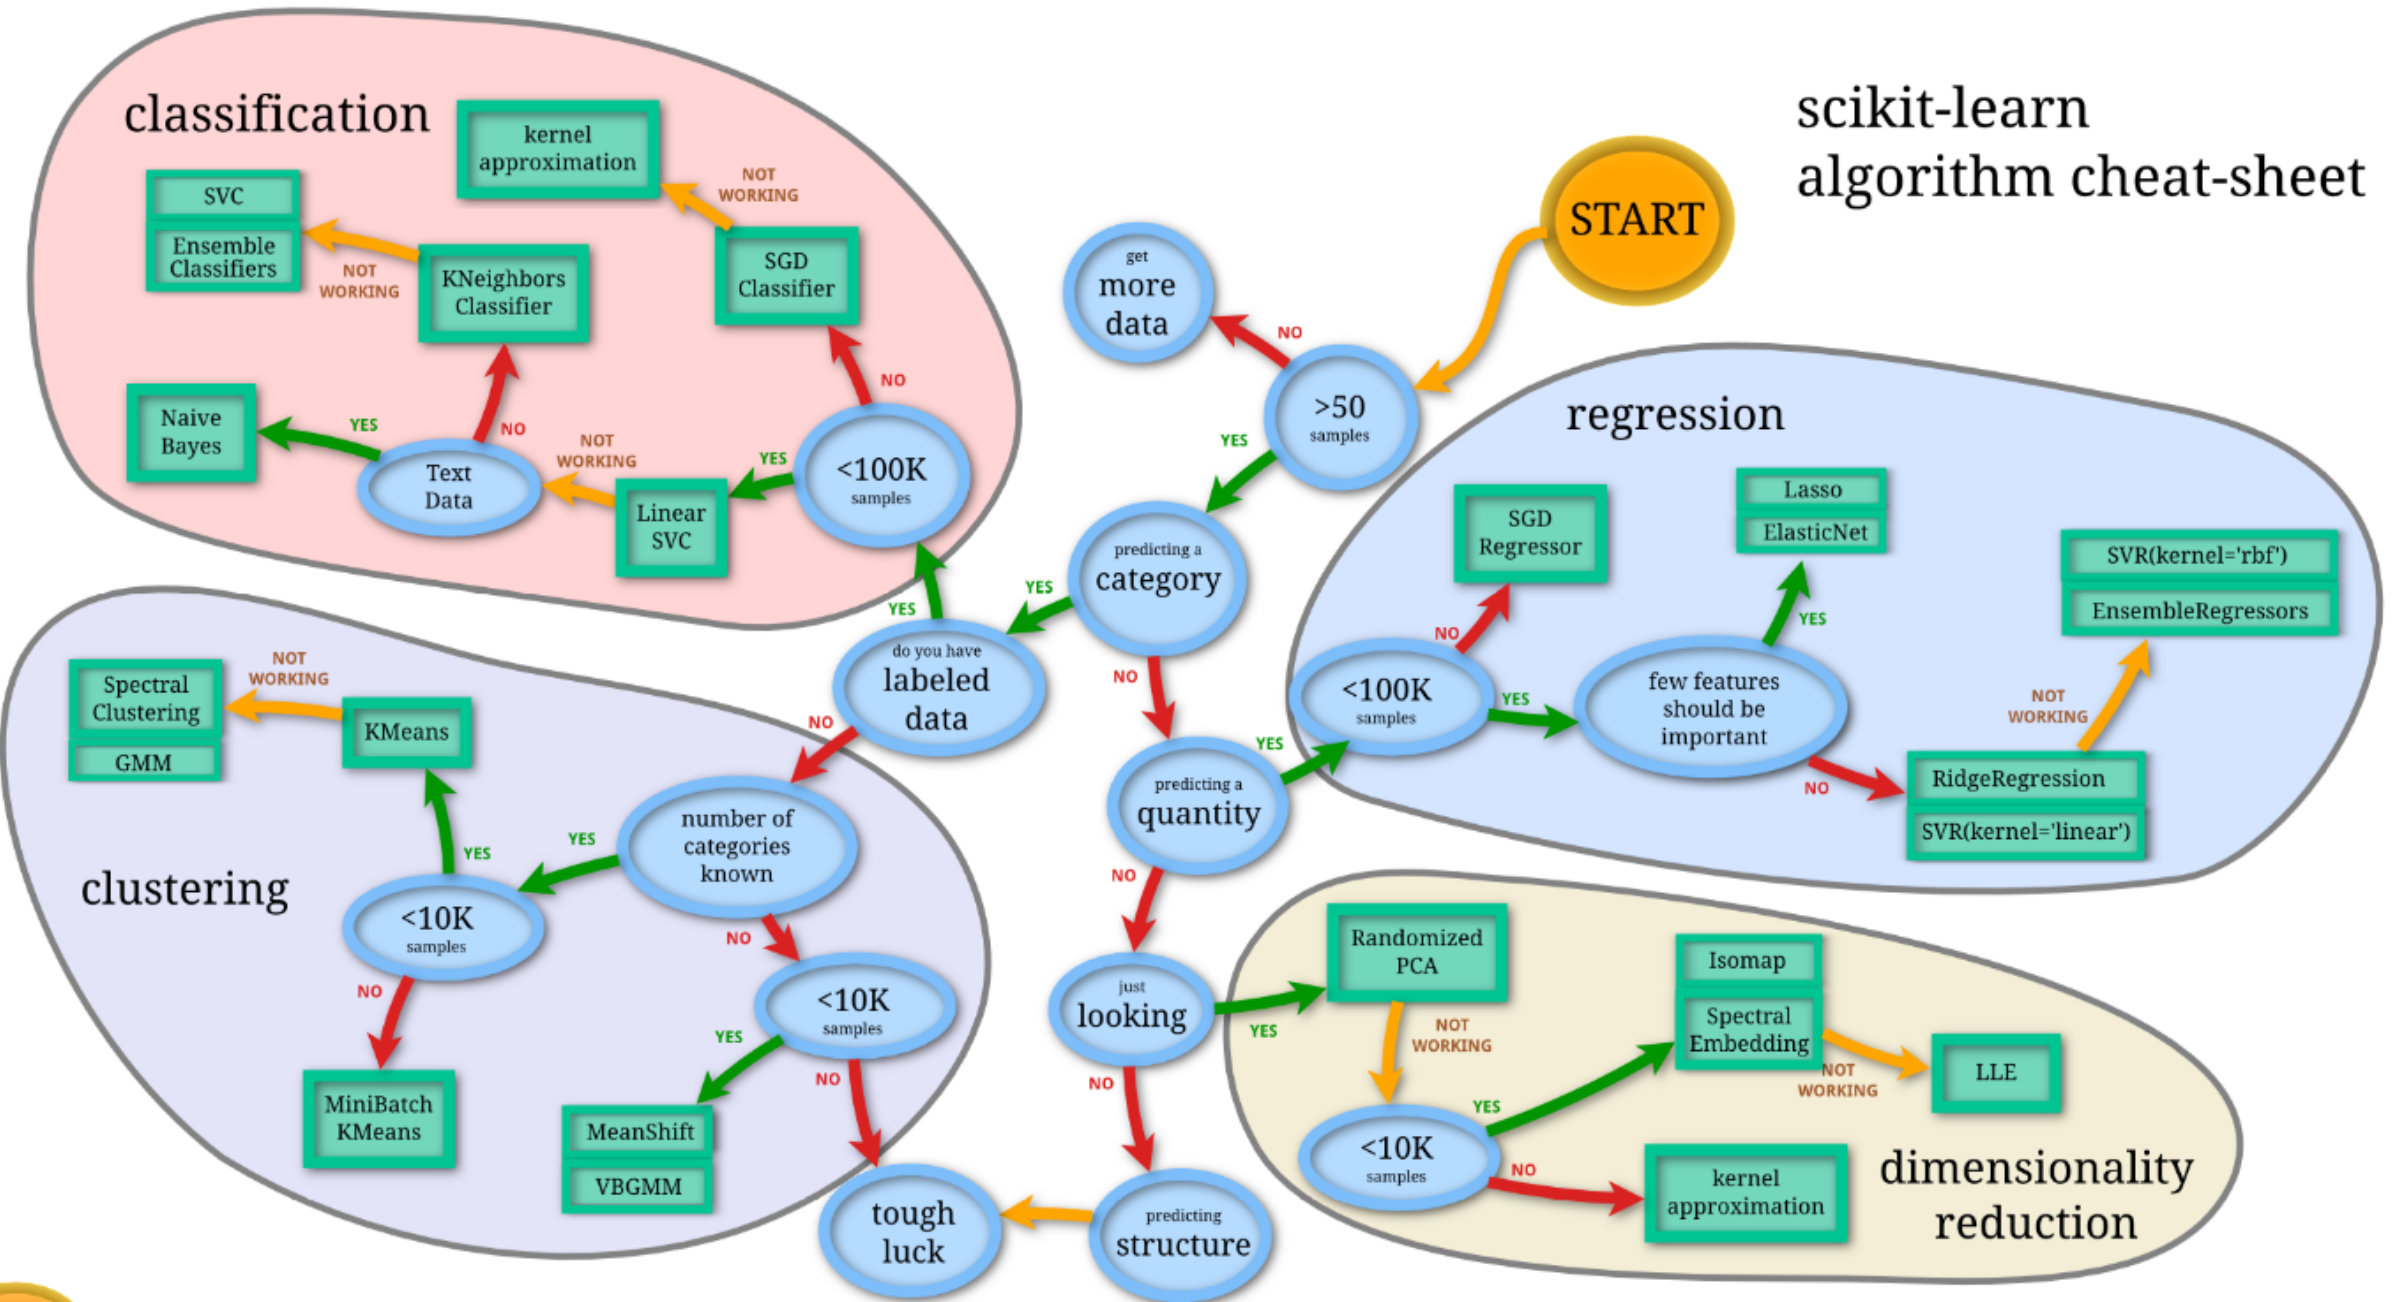 scikit-learn
algorithm cheat-sheet
START
classification
kernel
approximation
NOT
WORKING
SVC
Ensemble
Classifiers
NOT
WORKING
KNeighbors
Classifier
SGD
Classifier
NO
Naive
Bayes
YES
Text
Data
NO
NOT
WORKING
Linear
SVC
YES
<100K
samples
get
more
data
NO
>50
samples
YES
predicting a
category
YES
YES
do you have
labeled
data
NO
NO
predicting a
quantity
YES
NO
just
looking
YES
NO
predicting
structure
tough
luck
regression
SGD
Regressor
Lasso
ElasticNet
SVR(kernel='rbf')
EnsembleRegressors
NO
<100K
samples
YES
few features
should be
important
YES
NO
NOT
WORKING
RidgeRegression
SVR(kernel='linear')
clustering
Spectral
Clustering
GMM
NOT
WORKING
KMeans
YES
<10K
samples
YES
number of
categories
known
NO
NO
MiniBatch
KMeans
<10K
samples
YES
NO
MeanShift
VBGMM
Randomized
PCA
NOT
WORKING
<10K
samples
YES
NO
Isomap
Spectral
Embedding
NOT
WORKING
LLE
kernel
approximation
dimensionality
reduction